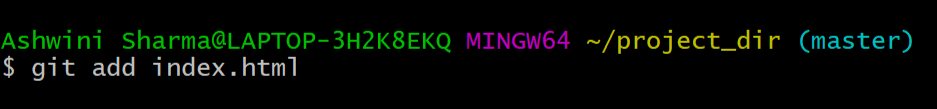 Ashwini Sharma@LAPTOP-3H2K8EKQ MINGW64 ~/project_dir (master)
$ git add index.html